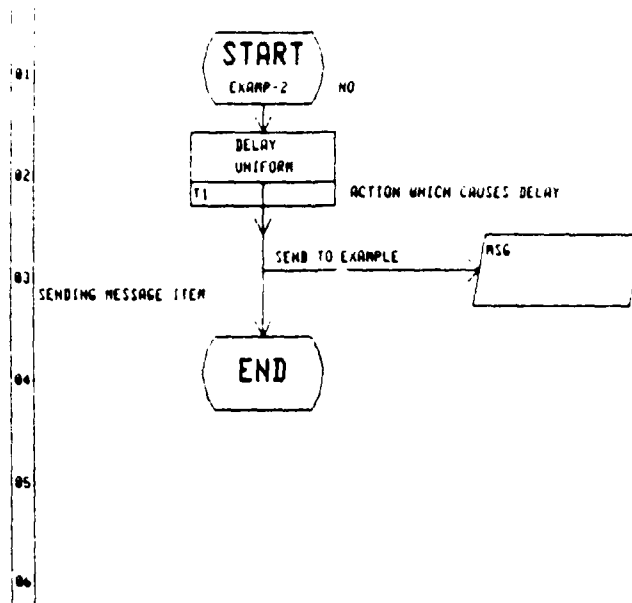 START
01
EXAMP-2 NO
DELAY
UNIFORM
02
T1 ACTION WHICH CAUSES DELAY
MSG
SEND TO EXAMPLE
03
SENDING MESSAGE ITEM
END
04
05
06